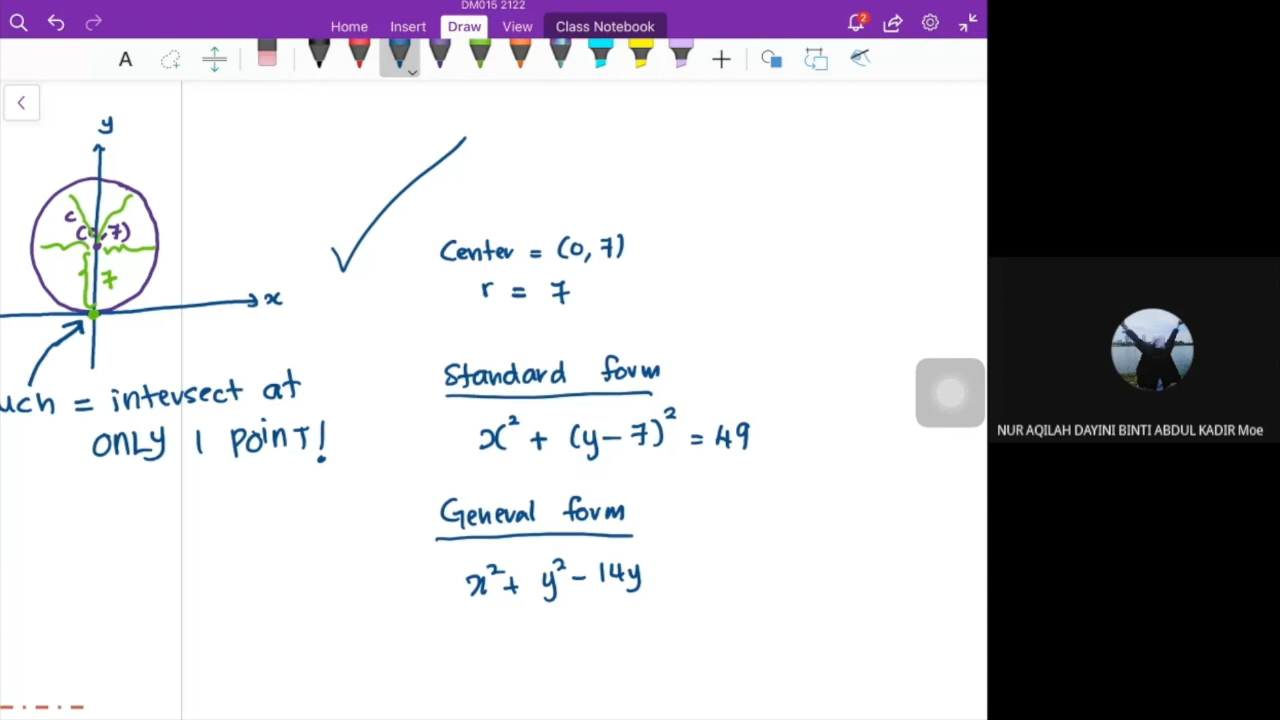 DM015 2122
Home Insert Draw View Class Notebook
2
A
y
c
(0, 7)
7
x
uch = intersect at
ONLY 1 POINT!
Center = (0, 7)
r = 7
Standard form
x² + (y - 7)² = 49
General form
x² + y² - 14y
NUR AQILAH DAYINI BINTI ABDUL KADIR Moe